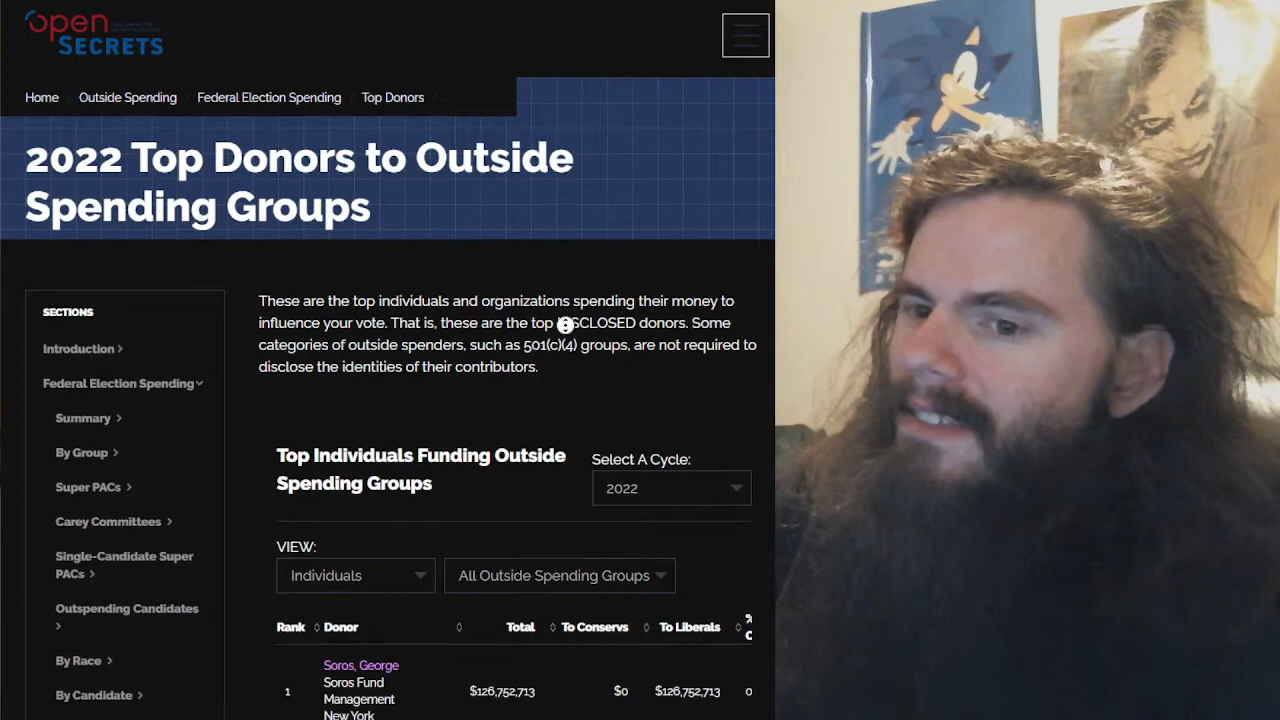 open
SECRETS
Home / Outside Spending / Federal Election Spending / Top Donors /
2022 Top Donors to Outside
Spending Groups
SECTIONS
Introduction
Federal Election Spending
Summary
By Group
Super PACs
Carey Committees
Single-Candidate Super
PACs
Outspending Candidates
By Race
By Candidate
These are the top individuals and organizations spending their money to
influence your vote. That is, these are the top DISCLOSED donors. Some
categories of outside spenders, such as 501(c)(4) groups, are not required to
disclose the identities of their contributors.
Top Individuals Funding Outside
Spending Groups
Select A Cycle:
2022
VIEW:
Individuals
All Outside Spending Groups
Rank Donor Total To Conservs To Liberals %
1 Soros, George $126,752,713 $0 $126,752,713 0
Soros Fund
Management
New York